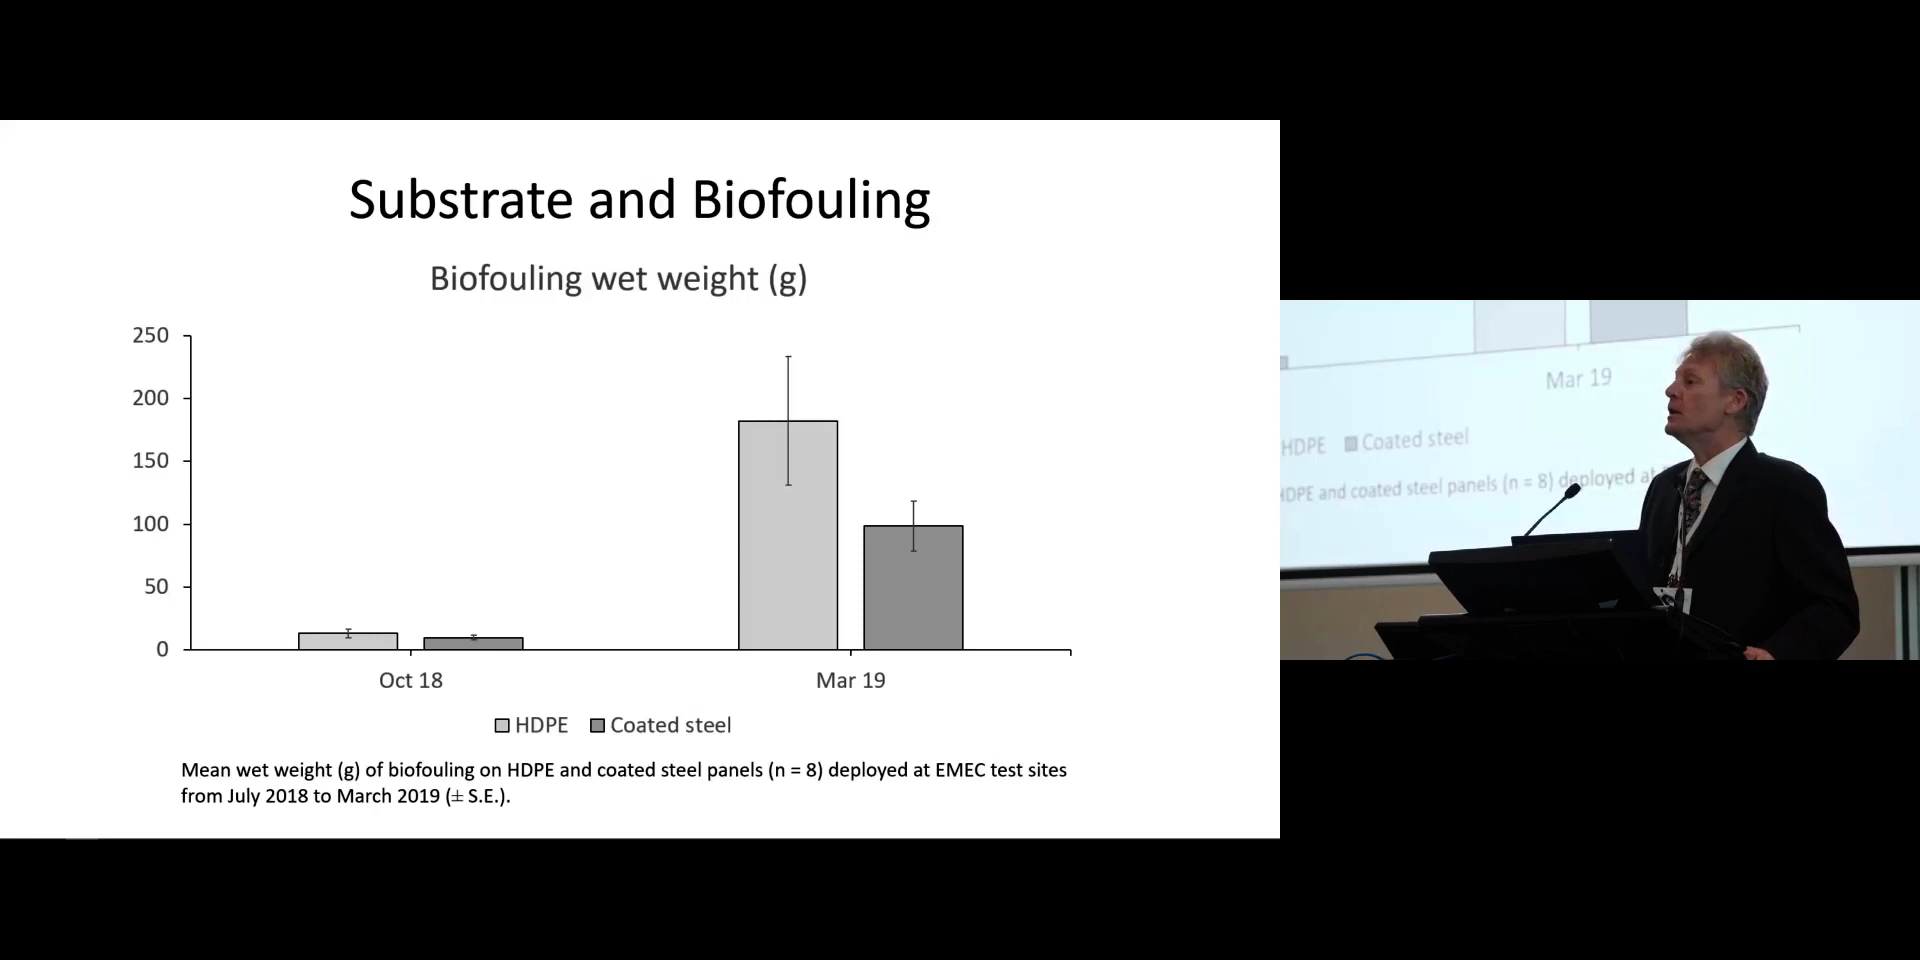 Substrate and Biofouling
Biofouling wet weight (g)
250
200
150
100
50
0
Oct 18
Mar 19
HDPE
Coated steel
Mean wet weight (g) of biofouling on HDPE and coated steel panels (n = 8) deployed at EMEC test sites
from July 2018 to March 2019 (± S.E.).
Mar 19
HDPE
Coated steel
HDPE and coated steel panels (n = 8) deployed at